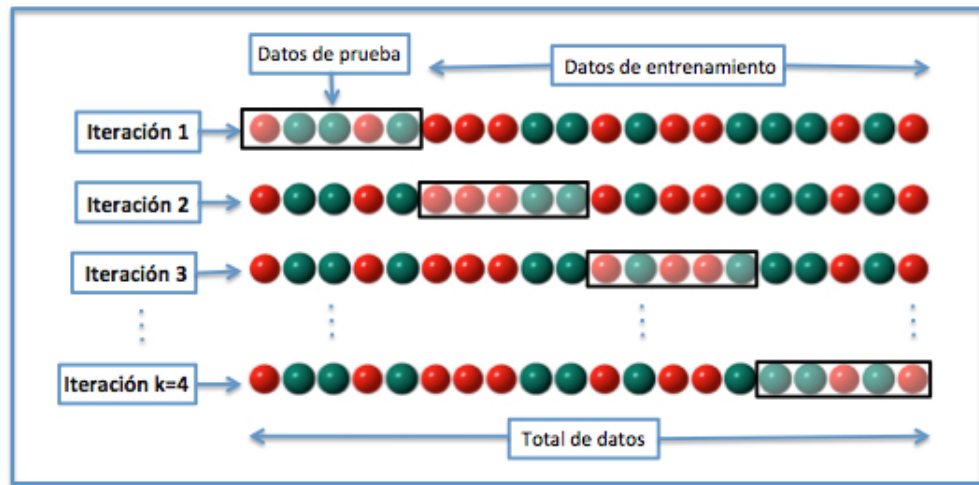 Datos de prueba
Datos de entrenamiento
Iteración 1
Iteración 2
Iteración 3
Iteración k=4
Total de datos